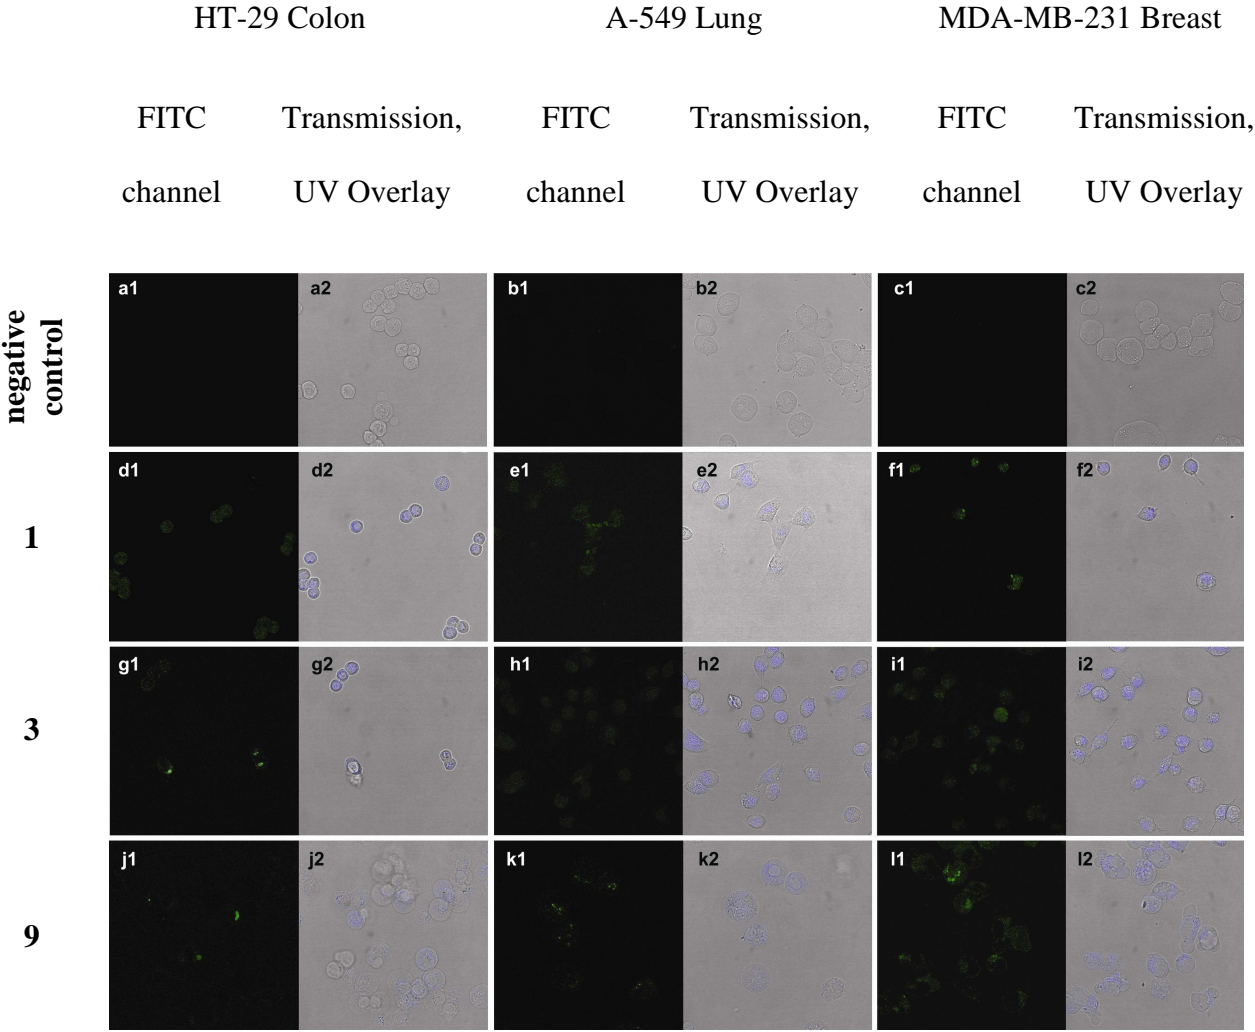 HT-29 Colon A-549 Lung MDA-MB-231 Breast
FITC Transmission, FITC Transmission, FITC Transmission,
channel UV Overlay channel UV Overlay channel UV Overlay
negative
control
a1 a2 b1 b2 c1 c2
1
d1 d2 e1 e2 f1 f2
3
g1 g2 h1 h2 i1 i2
9
j1 j2 k1 k2 l1 l2